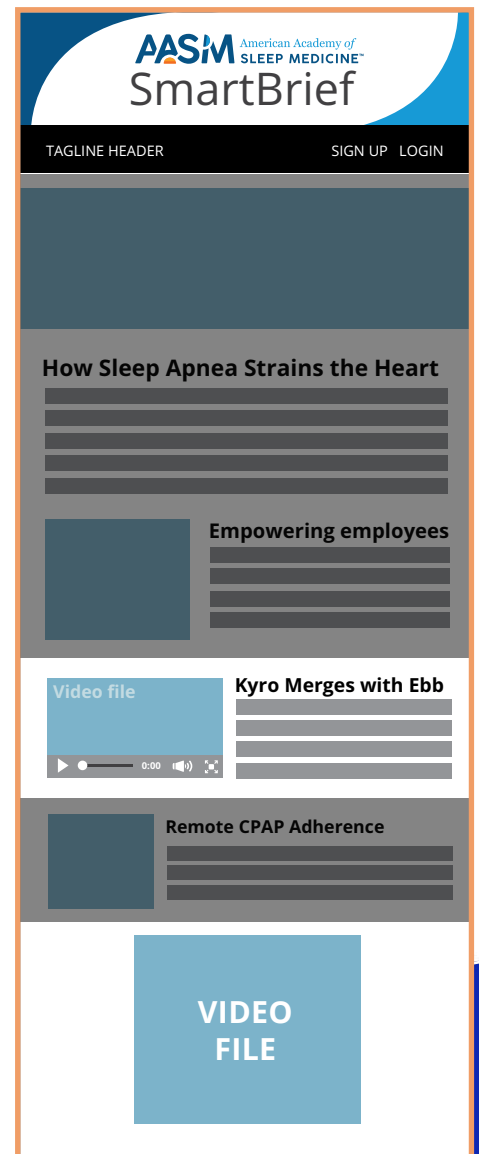 AASM American Academy of
SLEEP MEDICINE™
SmartBrief
TAGLINE HEADER SIGN UP LOGIN
How Sleep Apnea Strains the Heart
Empowering employees
Video file
0:00
Kyro Merges with Ebb
Remote CPAP Adherence
VIDEO
FILE